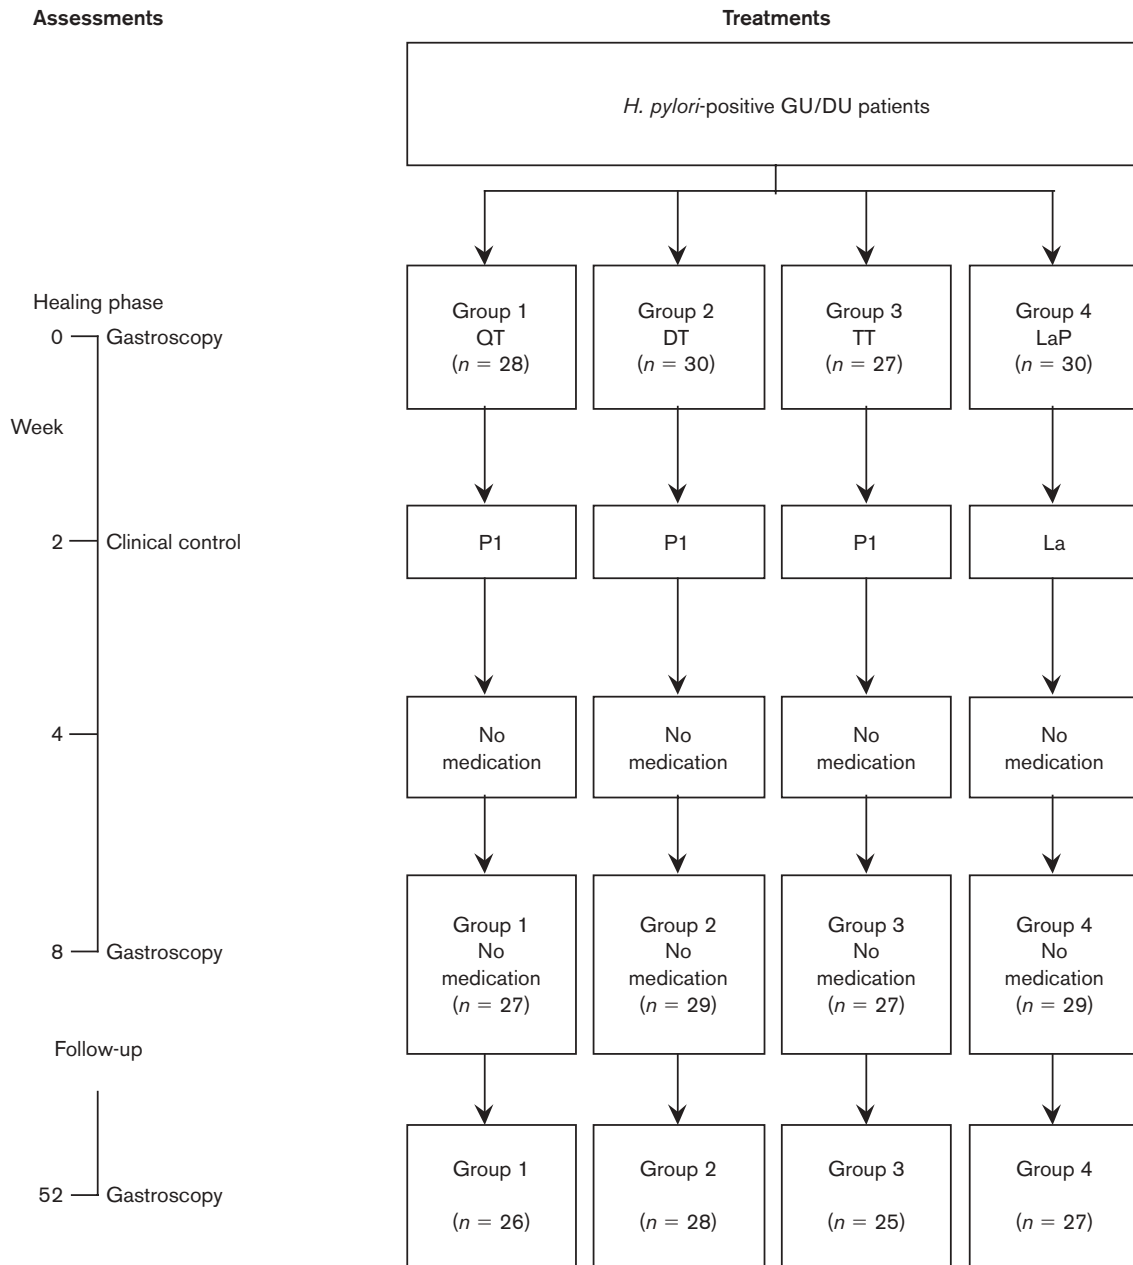 Assessments
Treatments
H. pylori-positive GU/DU patients
Healing phase
0
Gastroscopy
Week
2
Clinical control
4
8
Gastroscopy
Follow-up
52
Gastroscopy
Group 1
QT
(n = 28)
Group 2
DT
(n = 30)
Group 3
TT
(n = 27)
Group 4
LaP
(n = 30)
P1
P1
P1
La
No
medication
No
medication
No
medication
No
medication
Group 1
No
medication
(n = 27)
Group 2
No
medication
(n = 29)
Group 3
No
medication
(n = 27)
Group 4
No
medication
(n = 29)
Group 1
(n = 26)
Group 2
(n = 28)
Group 3
(n = 25)
Group 4
(n = 27)